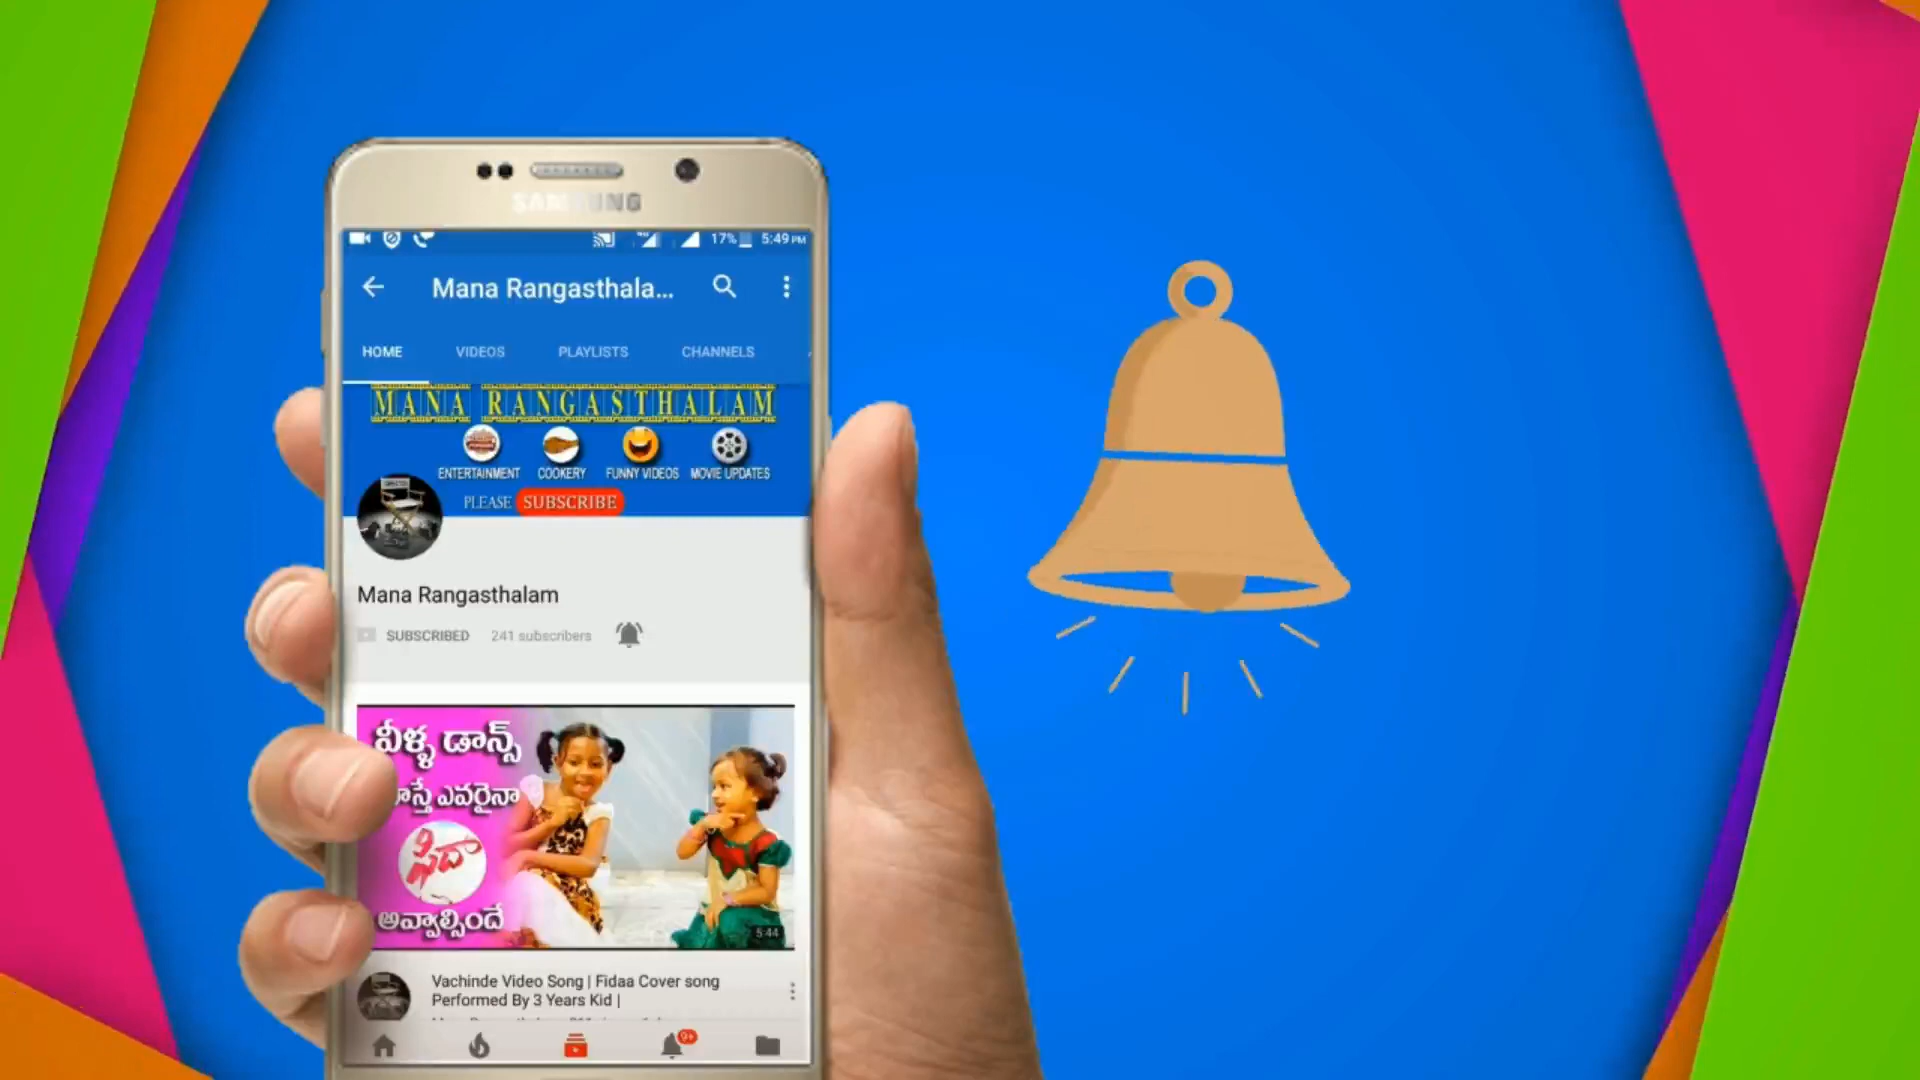 SAMSUNG
17% 5:49 PM
Mana Rangasthala...
HOME VIDEOS PLAYLISTS CHANNELS
MANA RANGASTHALAM
ENTERTAINMENT COOKERY FUNNY VIDEOS MOVIE UPDATES
PLEASE SUBSCRIBE
Mana Rangasthalam
SUBSCRIBED 241 subscribers
వీళ్ళ డాన్స్
ఎవరైనా
ఫిదా
అవ్వాల్సిందే
5:44
Vachinde Video Song | Fidaa Cover song
Performed By 3 Years Kid |
9+